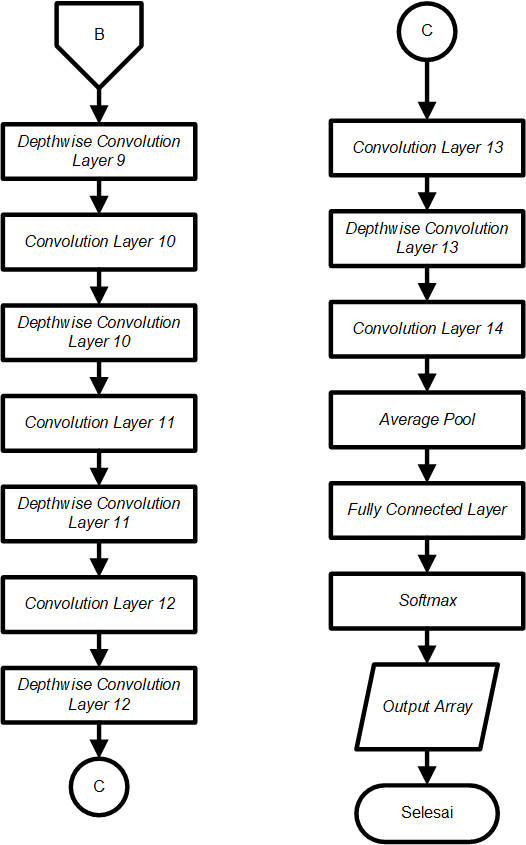 B
Depthwise Convolution
Layer 9
Convolution Layer 10
Depthwise Convolution
Layer 10
Convolution Layer 11
Depthwise Convolution
Layer 11
Convolution Layer 12
Depthwise Convolution
Layer 12
C
C
Convolution Layer 13
Depthwise Convolution
Layer 13
Convolution Layer 14
Average Pool
Fully Connected Layer
Softmax
Output Array
Selesai